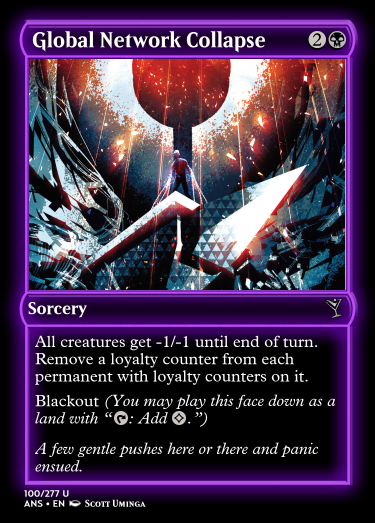 Global Network Collapse 2
Sorcery
All creatures get -1/-1 until end of turn.
Remove a loyalty counter from each
permanent with loyalty counters on it.
Blackout (You may play this face down as a
land with “: Add .”)
A few gentle pushes here or there and panic
ensued.
100/277 U
ANS • EN Scott Uminga